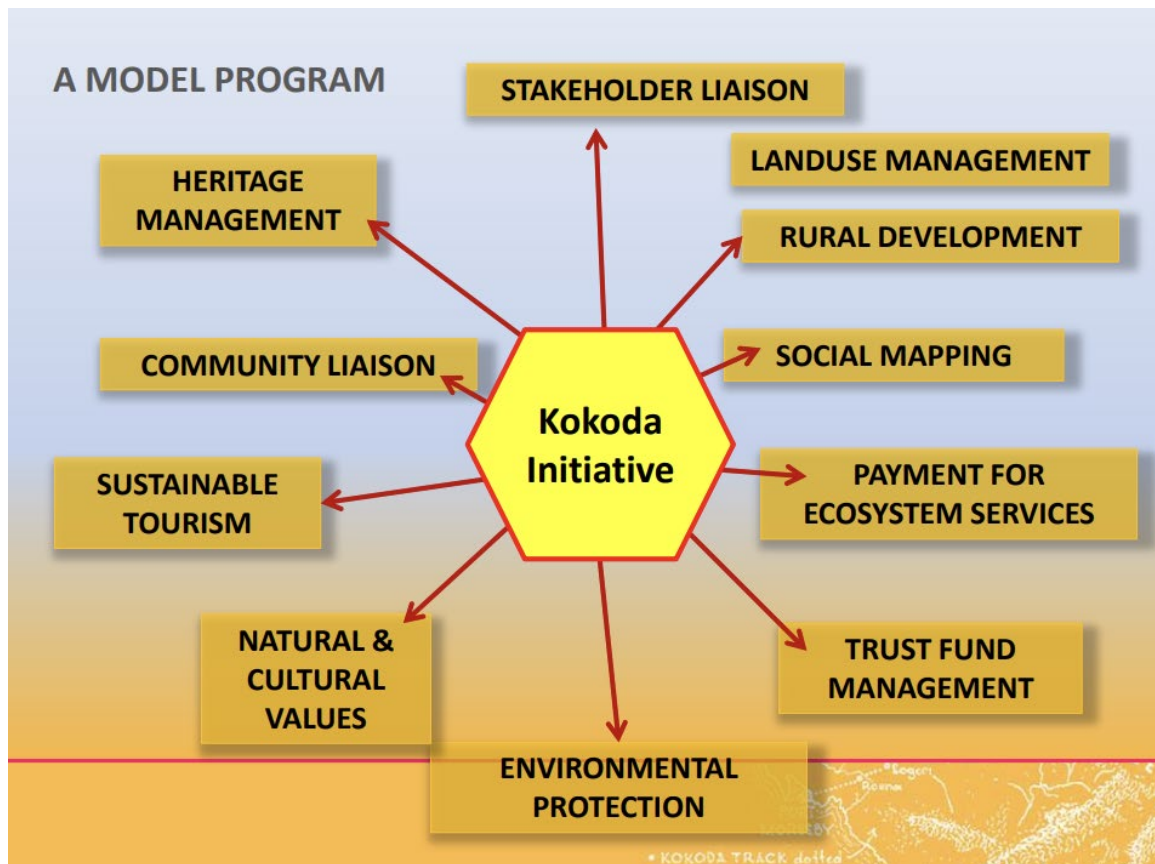 A MODEL PROGRAM
STAKEHOLDER LIAISON
HERITAGE
MANAGEMENT
LANDUSE MANAGEMENT
RURAL DEVELOPMENT
COMMUNITY LIAISON
SOCIAL MAPPING
Kokoda
Initiative
SUSTAINABLE
TOURISM
PAYMENT FOR
ECOSYSTEM SERVICES
NATURAL &
CULTURAL
VALUES
TRUST FUND
MANAGEMENT
ENVIRONMENTAL
PROTECTION
• KOKODA TRACK dotted